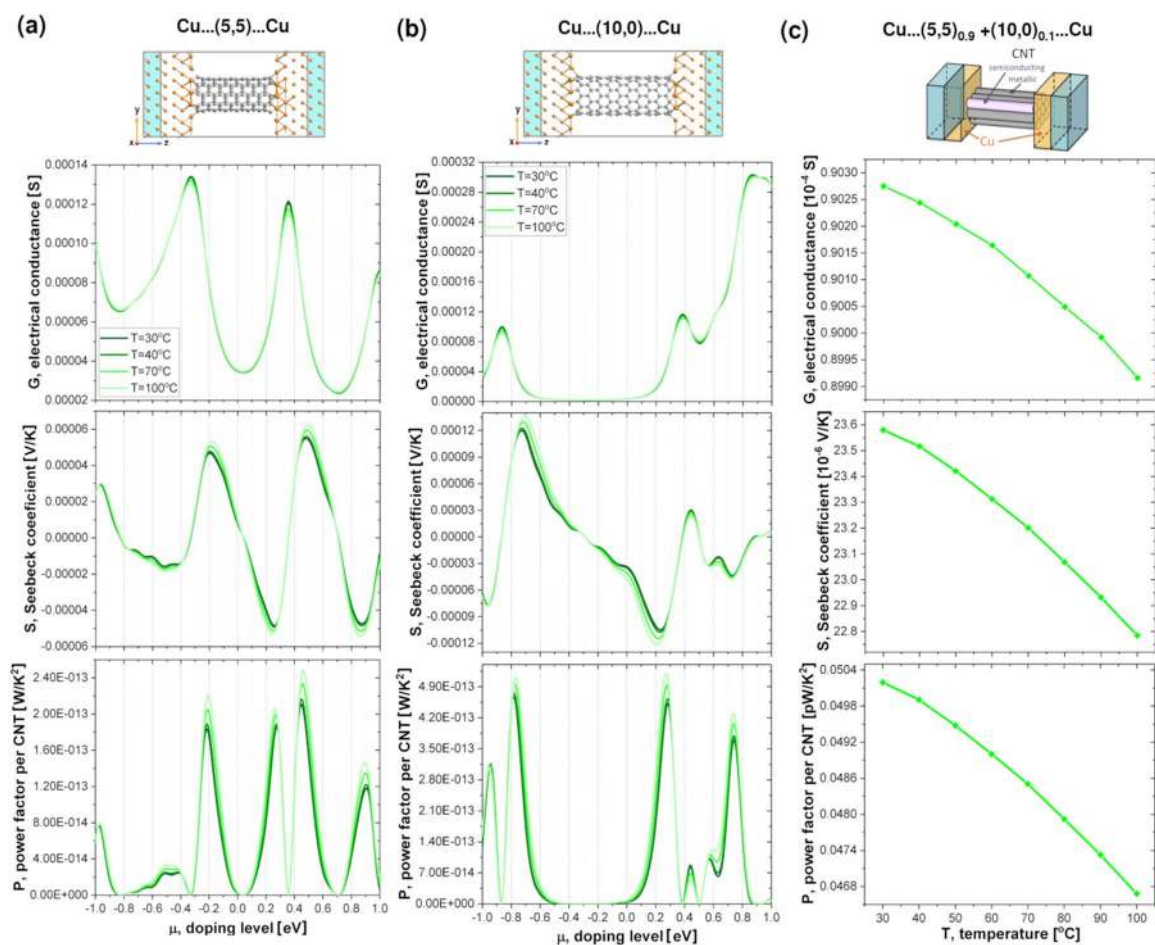 (a) Cu...(5,5)...Cu
y
x z
G, electrical conductance [S]
0.00014
0.00012
0.00010
0.00008
0.00006
0.00004
0.00002
T=30°C
T=40°C
T=70°C
T=100°C
S, Seebeck coeeficient [V/K]
0.00006
0.00004
0.00002
0.00000
-0.00002
-0.00004
-0.00006
P, power factor per CNT [W/K²]
2.40E-013
2.00E-013
1.60E-013
1.20E-013
8.00E-014
4.00E-014
0.00E+000
-1.0 -0.8 -0.6 -0.4 -0.2 0.0 0.2 0.4 0.6 0.8 1.0
μ, doping level [eV]
(b) Cu...(10,0)...Cu
y
x z
G, electrical conductance [S]
0.00032
0.00028
0.00024
0.00020
0.00016
0.00012
0.00008
0.00004
0.00000
T=30°C
T=40°C
T=70°C
T=100°C
S, Seebeck coefficient [V/K]
0.00012
0.00009
0.00006
0.00003
0.00000
-0.00003
-0.00006
-0.00009
-0.00012
P, power factor per CNT [W/K²]
4.90E-013
4.20E-013
3.50E-013
2.80E-013
2.10E-013
1.40E-013
7.00E-014
0.00E+000
-1.0 -0.8 -0.6 -0.4 -0.2 0.0 0.2 0.4 0.6 0.8 1.0
μ, doping level [eV]
(c) Cu...(5,5)0.9 +(10,0)0.1...Cu
CNT
semiconducting
metallic
Cu
G, electrical conductance [10⁻⁴ S]
0.9030
0.9025
0.9020
0.9015
0.9010
0.9005
0.9000
0.8995
0.8990
S, Seebeck coefficient [10⁻⁶ V/K]
23.6
23.5
23.4
23.3
23.2
23.1
23.0
22.9
22.8
P, power factor per CNT [pW/K²]
0.0504
0.0498
0.0492
0.0486
0.0480
0.0474
0.0468
30 40 50 60 70 80 90 100
T, temperature [°C]